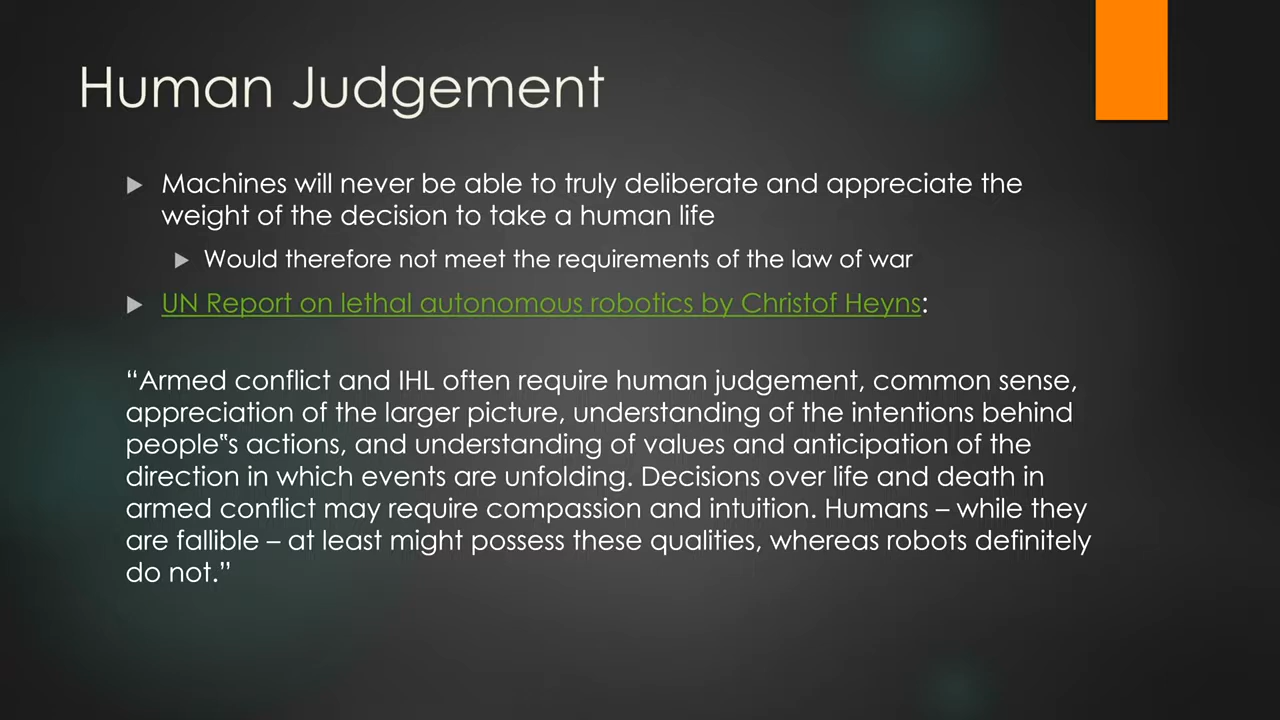 Human Judgement
Machines will never be able to truly deliberate and appreciate the
weight of the decision to take a human life
Would therefore not meet the requirements of the law of war
UN Report on lethal autonomous robotics by Christof Heyns:
“Armed conflict and IHL often require human judgement, common sense,
appreciation of the larger picture, understanding of the intentions behind
people‟s actions, and understanding of values and anticipation of the
direction in which events are unfolding. Decisions over life and death in
armed conflict may require compassion and intuition. Humans – while they
are fallible – at least might possess these qualities, whereas robots definitely
do not.”